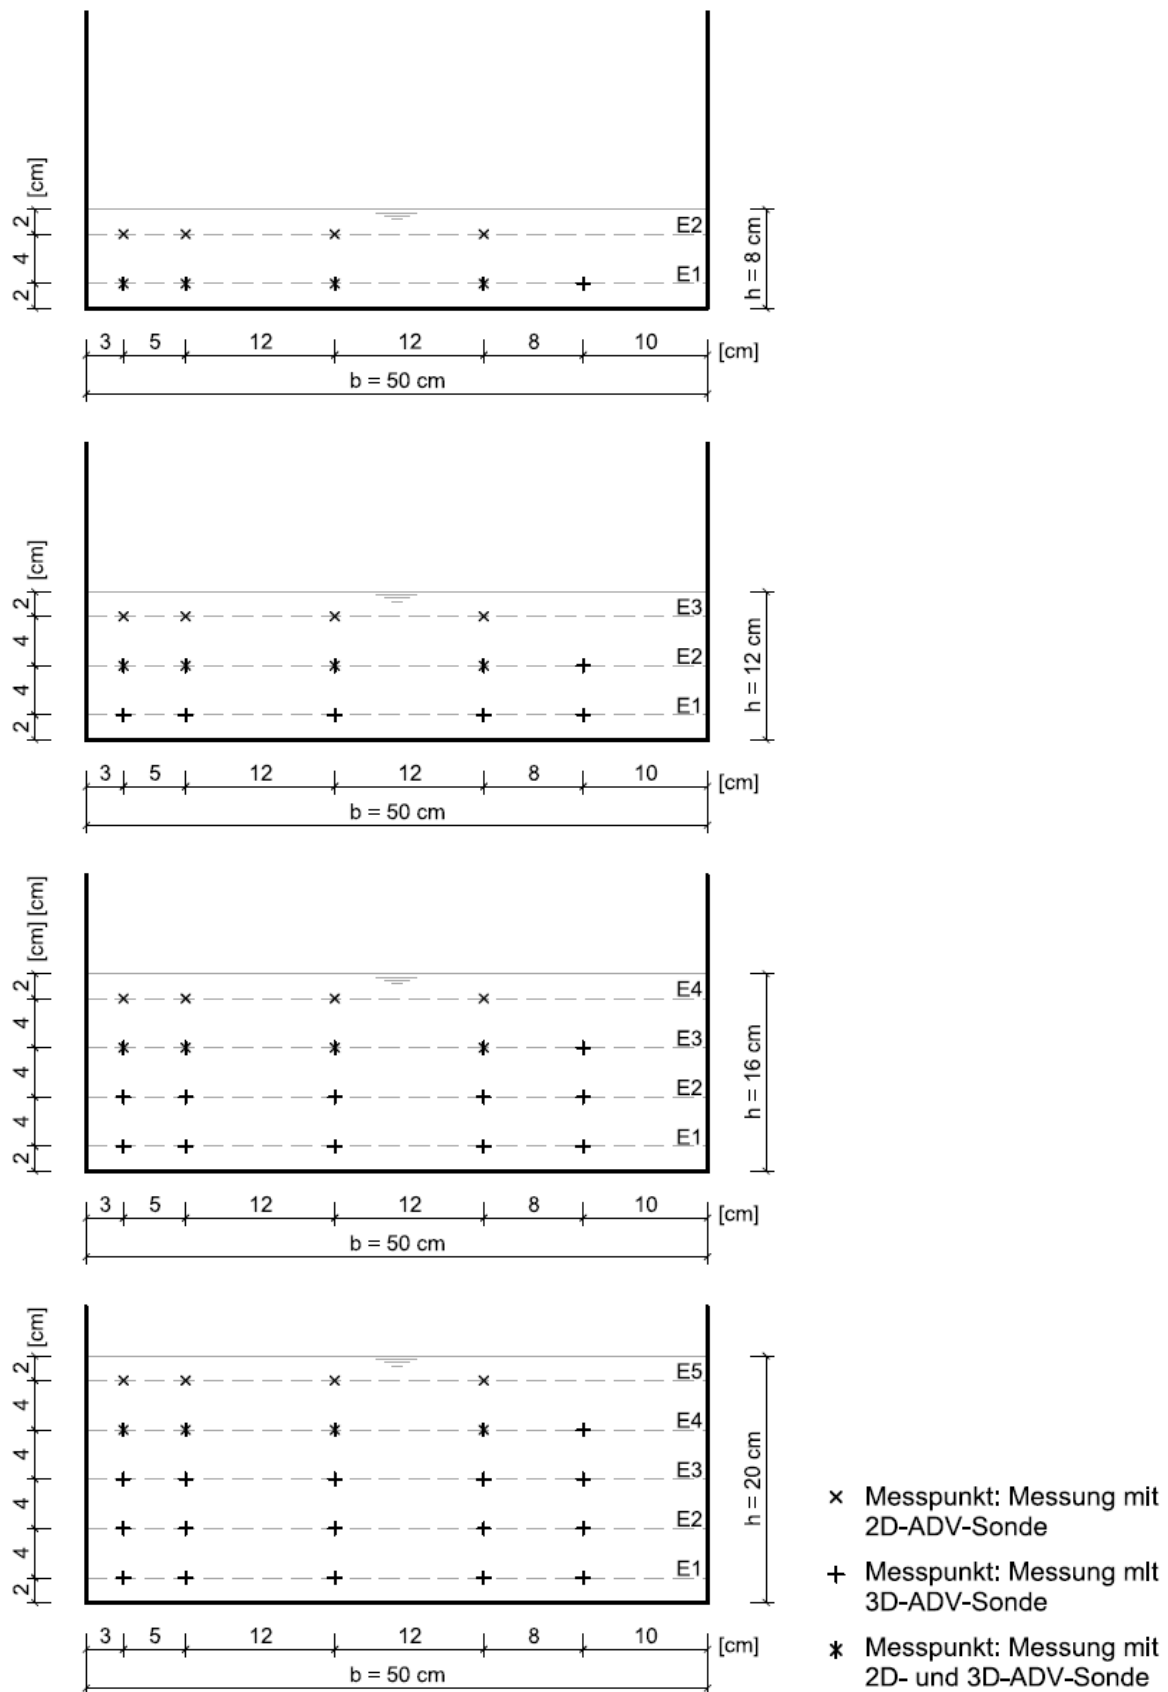 [cm]
2
4
2
E2
E1
h = 8 cm
3 5 12 12 8 10 [cm]
b = 50 cm
[cm]
2
4
4
2
E3
E2
E1
h = 12 cm
3 5 12 12 8 10 [cm]
b = 50 cm
[cm] [cm]
2
4
4
4
2
E4
E3
E2
E1
h = 16 cm
3 5 12 12 8 10 [cm]
b = 50 cm
[cm]
2
4
4
4
4
2
E5
E4
E3
E2
E1
h = 20 cm
3 5 12 12 8 10 [cm]
b = 50 cm
Messpunkt: Messung mit
2D-ADV-Sonde
Messpunkt: Messung mit
3D-ADV-Sonde
Messpunkt: Messung mit
2D- und 3D-ADV-Sonde